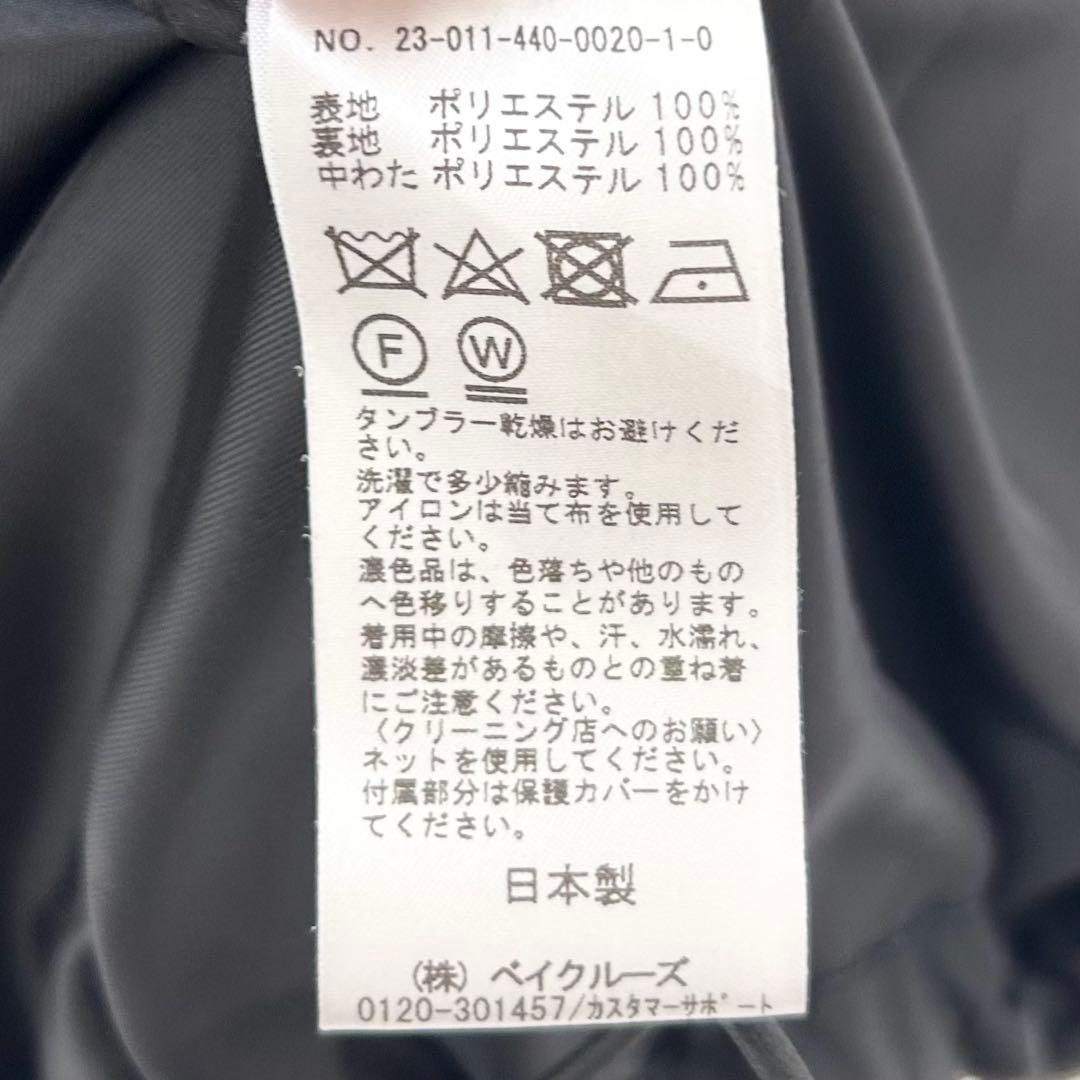 NO. 23-011-440-0020-1-0
表地 ポリエステル 100%
裏地 ポリエステル 100%
中わた ポリエステル 100%
F W
タンブラー乾燥はお避けくだ
さい。
洗濯で多少縮みます。
アイロンは当て布を使用して
ください。
濃色品は、色落ちや他のもの
へ色移りすることがあります。
着用中の摩擦や、汗、水濡れ、
濃淡差があるものとの重ね着
にご注意ください。
〈クリーニング店へのお願い〉
ネットを使用してください。
付属部分は保護カバーをかけ
てください。
日本製
(株) ベイクルーズ
0120-301457/カスタマーサポート